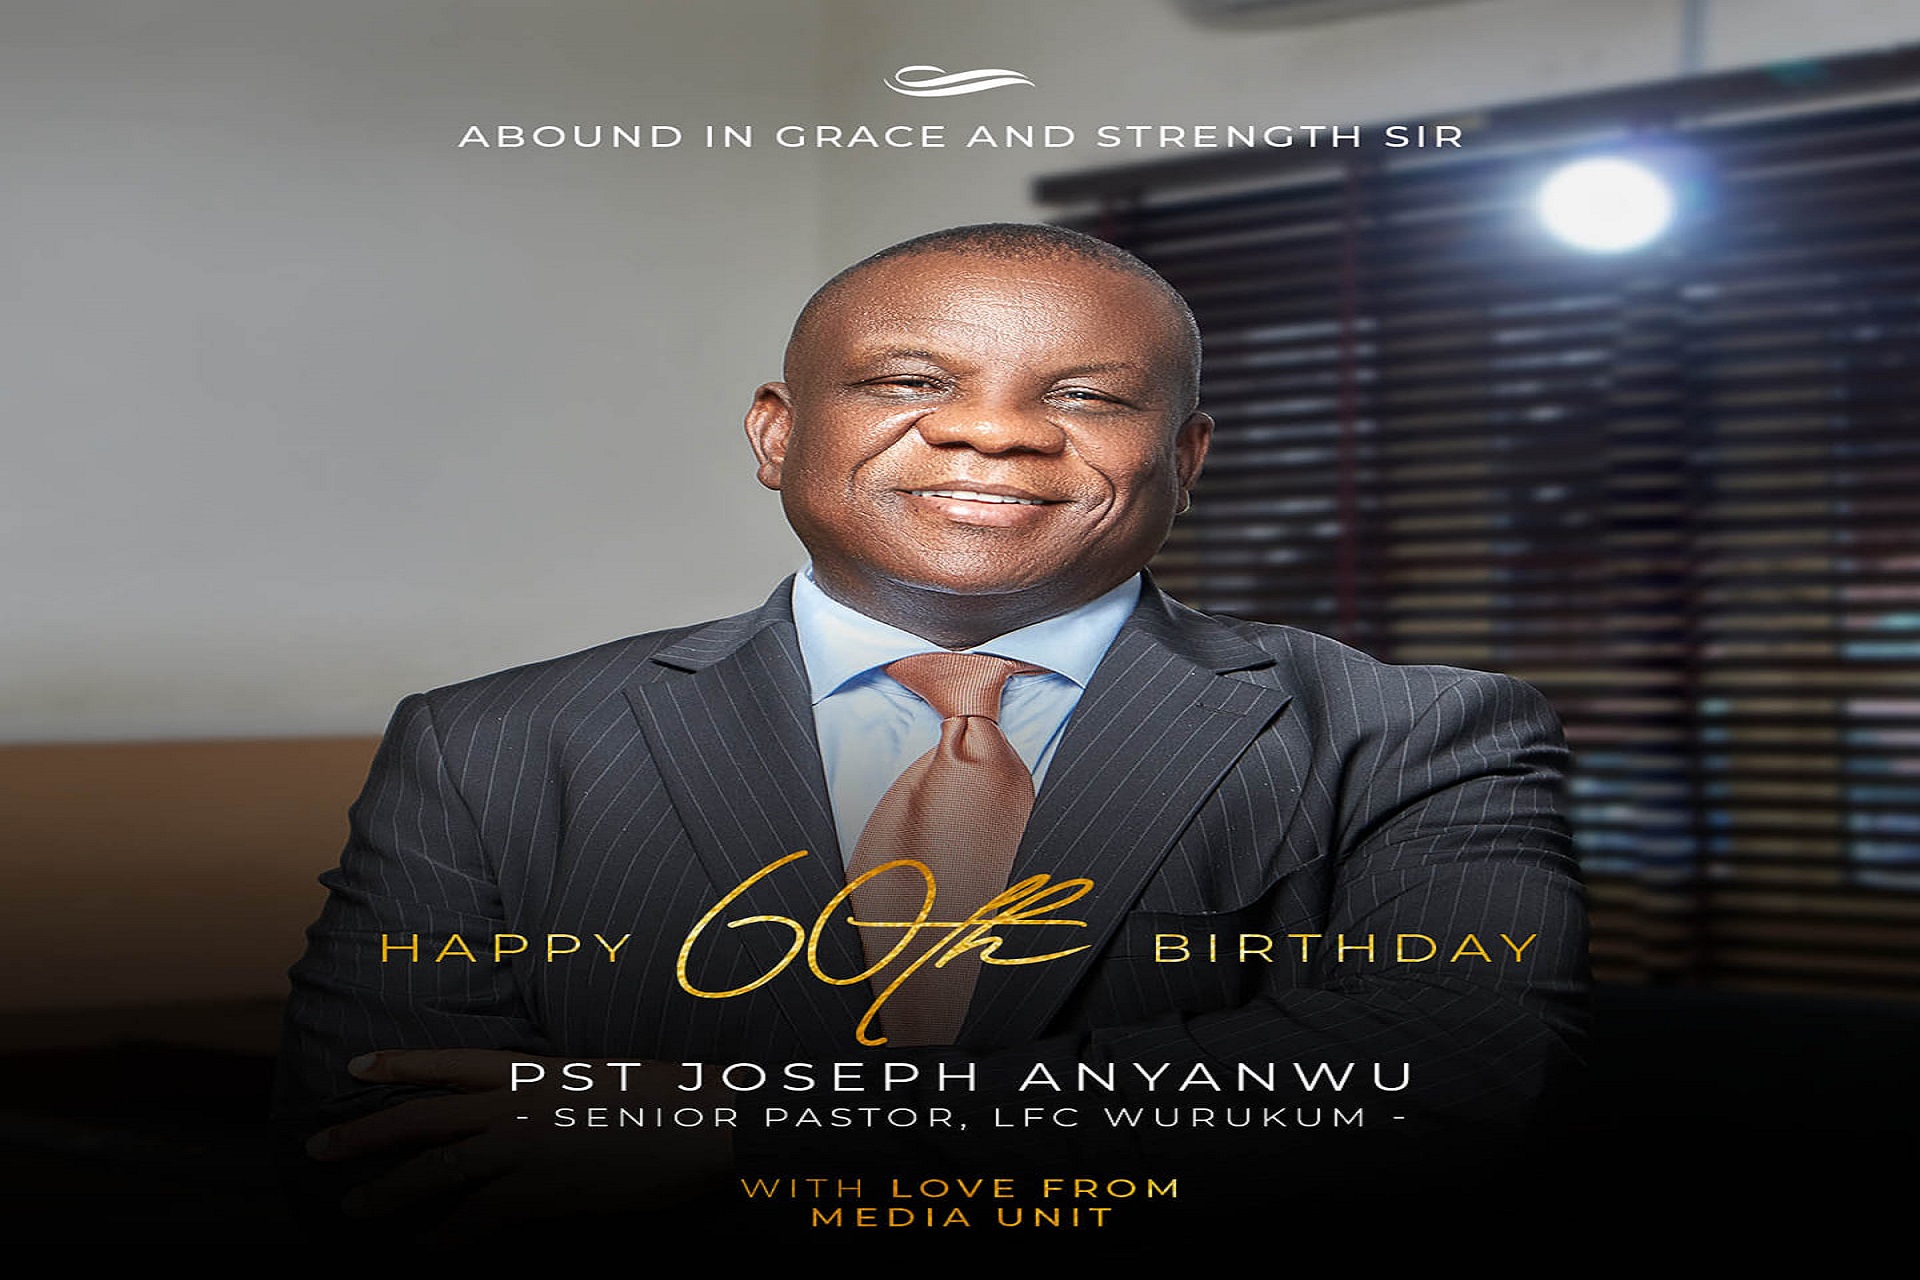 ABOUND IN GRACE AND STRENGTH SIR
HAPPY 60th BIRTHDAY
PST JOSEPH ANYANWU
- SENIOR PASTOR, LFC WURUKUM -
WITH LOVE FROM
MEDIA UNIT